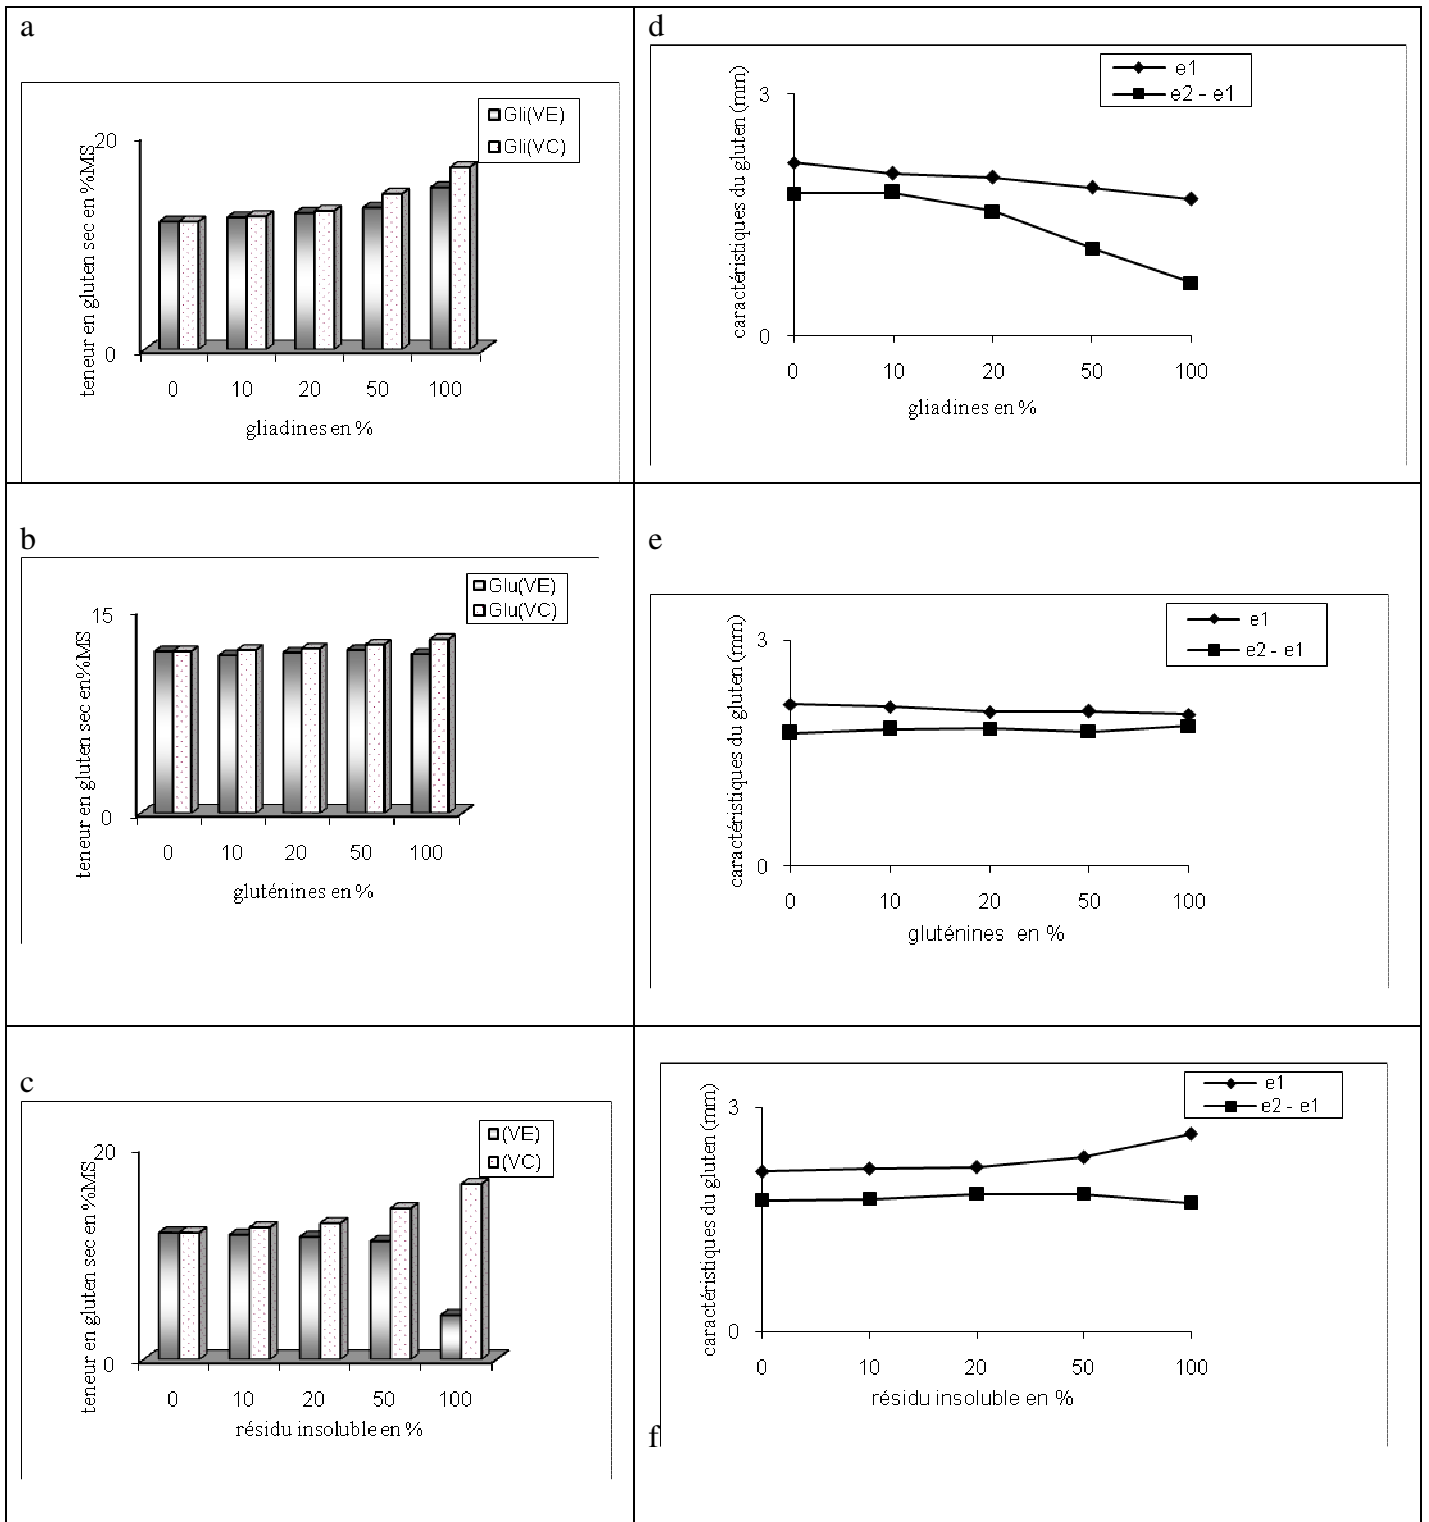 a
teneur en gluten sec en %MS
20
0
Gli(VE)
Gli(VC)
0 10 20 50 100
gliadines en %
d
caractéristiques du gluten (mm)
3
0
e1
e2 - e1
0 10 20 50 100
gliadines en %
b
teneur en gluten sec en%MS
15
0
Glu(VE)
Glu(VC)
0 10 20 50 100
gluténines en %
e
caractéristiques du gluten (mm)
3
0
e1
e2 - e1
0 10 20 50 100
gluténines en %
c
teneur en gluten sec en %MS
20
0
(VE)
(VC)
0 10 20 50 100
résidu insoluble en %
caractéristiques du gluten (mm)
3
0
e1
e2 - e1
0 10 20 50 100
résidu insoluble en %
f